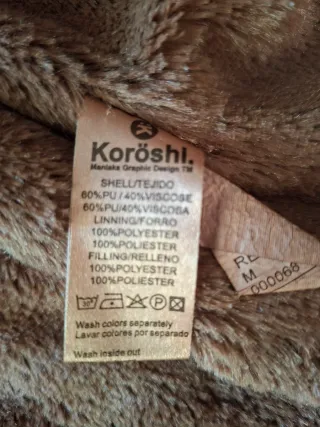 Koröshi.
Maniaka Graphic Design TM
SHELL/TEJIDO
60%PU/40%VISCOSE
60%PU/40%VISCOSA
LINNING/FORRO
100%POLYESTER
100%POLIESTER
FILLING/RELLENO
100%POLYESTER
100%POLIESTER
P
Wash colors separately
Lavar colores por separado
Wash inside out
M
000068